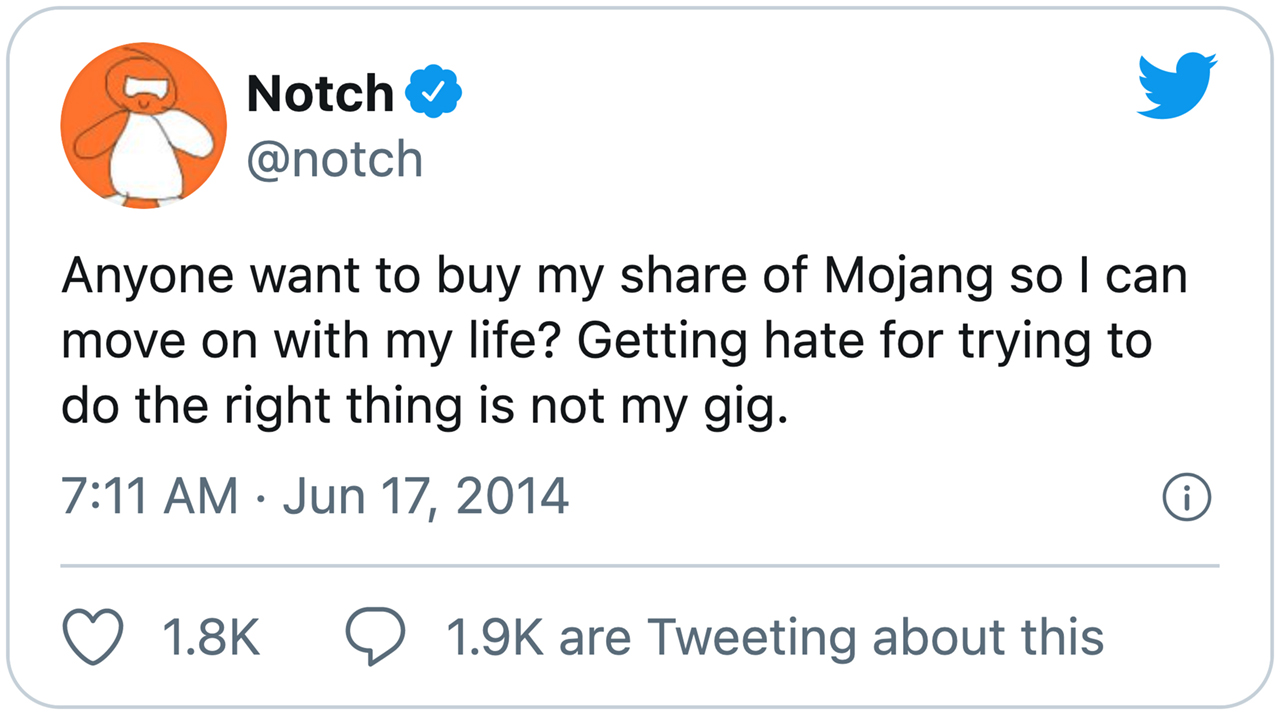 Notch
@notch
Anyone want to buy my share of Mojang so I can
move on with my life? Getting hate for trying to
do the right thing is not my gig.
7:11 AM · Jun 17, 2014
1.8K
1.9K are Tweeting about this